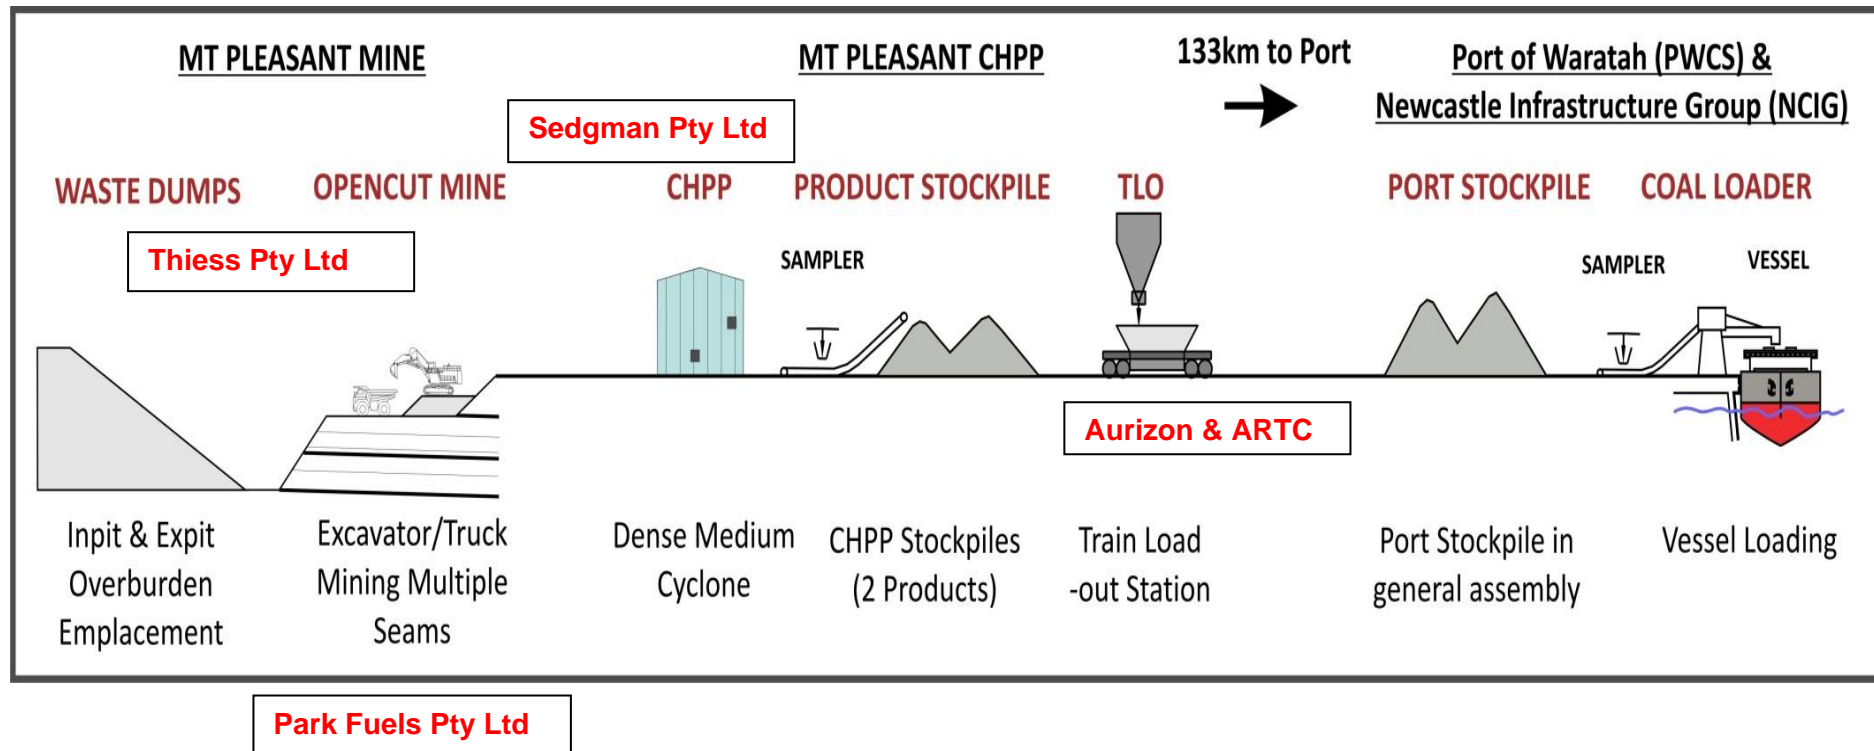 MT PLEASANT MINE
MT PLEASANT CHPP
133km to Port
Port of Waratah (PWCS) &
Newcastle Infrastructure Group (NCIG)
Sedgman Pty Ltd
WASTE DUMPS
OPENCUT MINE
CHPP
PRODUCT STOCKPILE
TLO
PORT STOCKPILE
COAL LOADER
Thiess Pty Ltd
SAMPLER
SAMPLER
VESSEL
Aurizon & ARTC
Inpit & Expit
Overburden
Emplacement
Excavator/Truck
Mining Multiple
Seams
Dense Medium
Cyclone
CHPP Stockpiles
(2 Products)
Train Load
-out Station
Port Stockpile in
general assembly
Vessel Loading
Park Fuels Pty Ltd